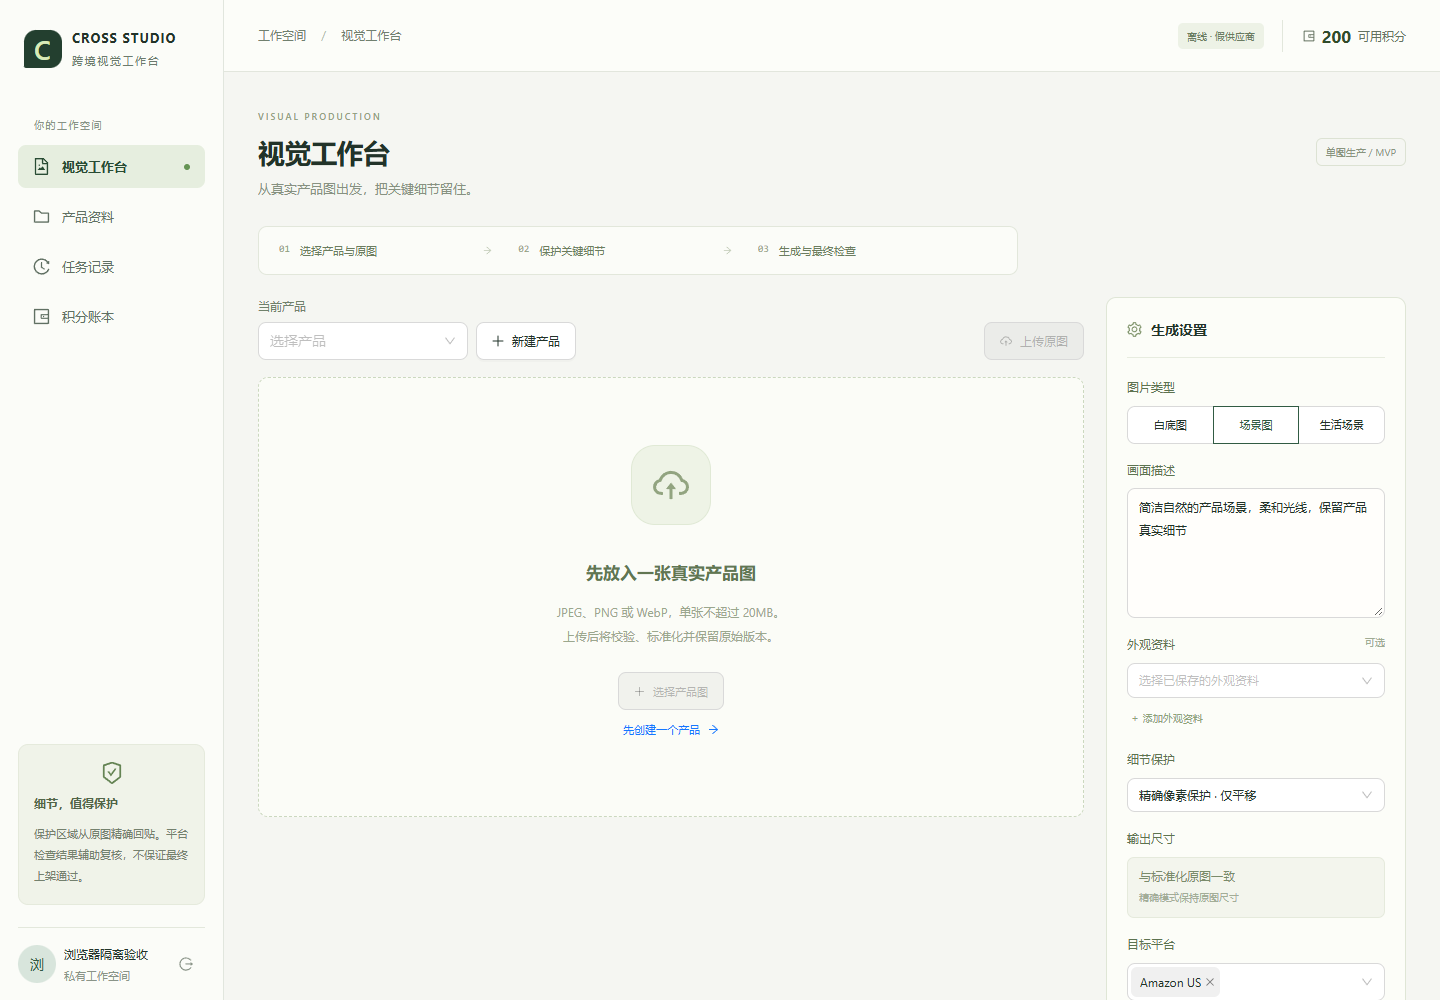 C
CROSS STUDIO
跨境视觉工作台
你的工作空间
视觉工作台
产品资料
任务记录
积分账本
细节，值得保护
保护区域从原图精确回贴。平台
检查结果辅助复核，不保证最终
上架通过。
浏
浏览器隔离验收
私有工作空间
工作空间 / 视觉工作台
离线 · 假供应商
200 可用积分
VISUAL PRODUCTION
视觉工作台
从真实产品图出发，把关键细节留住。
单图生产 / MVP
01 选择产品与原图 → 02 保护关键细节 → 03 生成与最终检查
当前产品
选择产品
+ 新建产品
上传原图
先放入一张真实产品图
JPEG、PNG 或 WebP，单张不超过 20MB。
上传后将校验、标准化并保留原始版本。
+ 选择产品图
先创建一个产品 →
生成设置
图片类型
白底图 场景图 生活场景
画面描述
简洁自然的产品场景，柔和光线，保留产品
真实细节
外观资料 可选
选择已保存的外观资料
+ 添加外观资料
细节保护
精确像素保护 · 仅平移
输出尺寸
与标准化原图一致
精确模式保持原图尺寸
目标平台
Amazon US ×